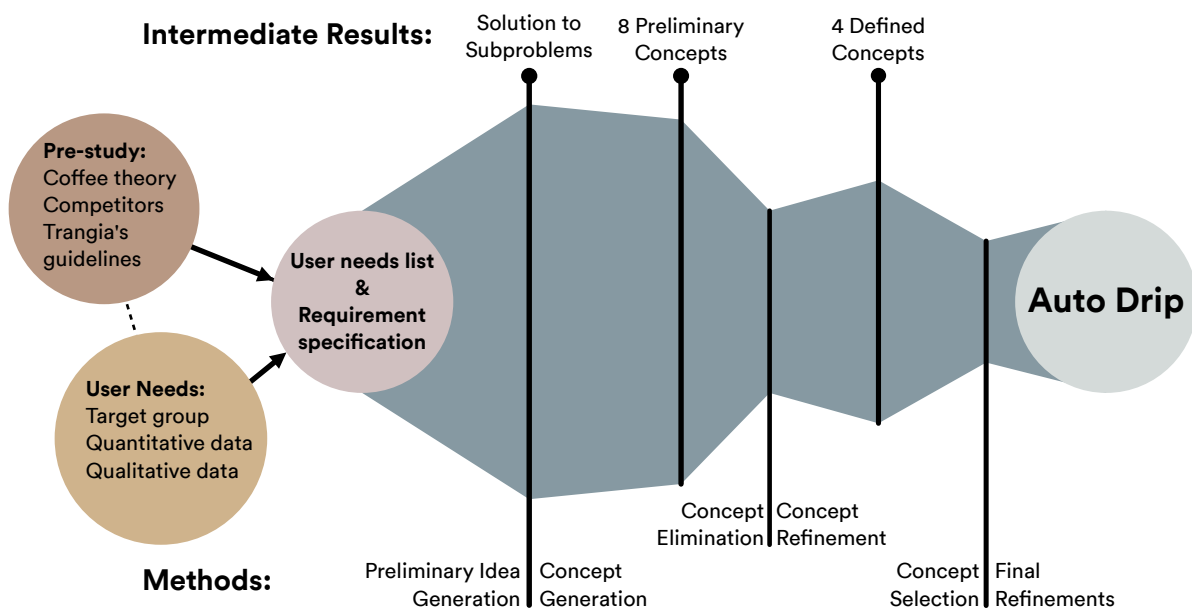 Intermediate Results:
Solution to
Subproblems
8 Preliminary
Concepts
4 Defined
Concepts
Pre-study:
Coffee theory
Competitors
Trangia's
guidelines
User Needs:
Target group
Quantitative data
Qualitative data
User needs list
&
Requirement
specification
Auto Drip
Methods:
Preliminary Idea
Generation
Concept
Generation
Concept
Elimination
Concept
Refinement
Concept
Selection
Final
Refinements